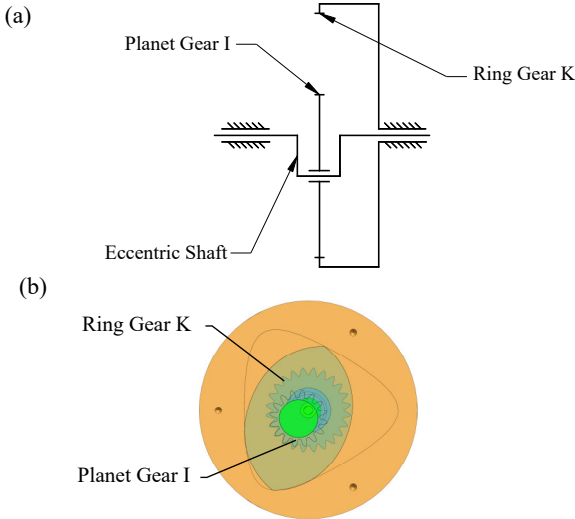 (a)
Planet Gear I
Ring Gear K
Eccentric Shaft
(b)
Ring Gear K
Planet Gear I